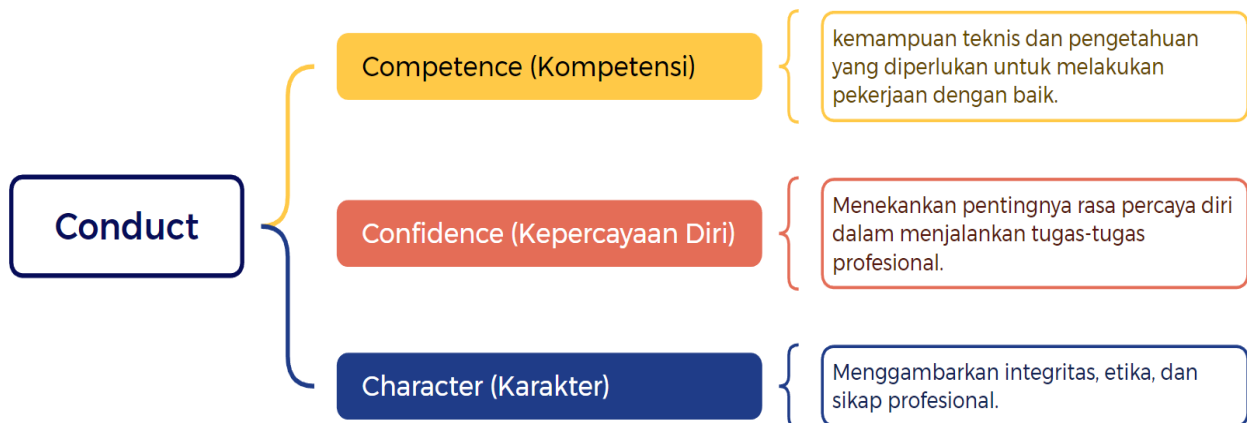 Conduct
Competence (Kompetensi)
kemampuan teknis dan pengetahuan
yang diperlukan untuk melakukan
pekerjaan dengan baik.
Confidence (Kepercayaan Diri)
Menekankan pentingnya rasa percaya diri
dalam menjalankan tugas-tugas
profesional.
Character (Karakter)
Menggambarkan integritas, etika, dan
sikap profesional.